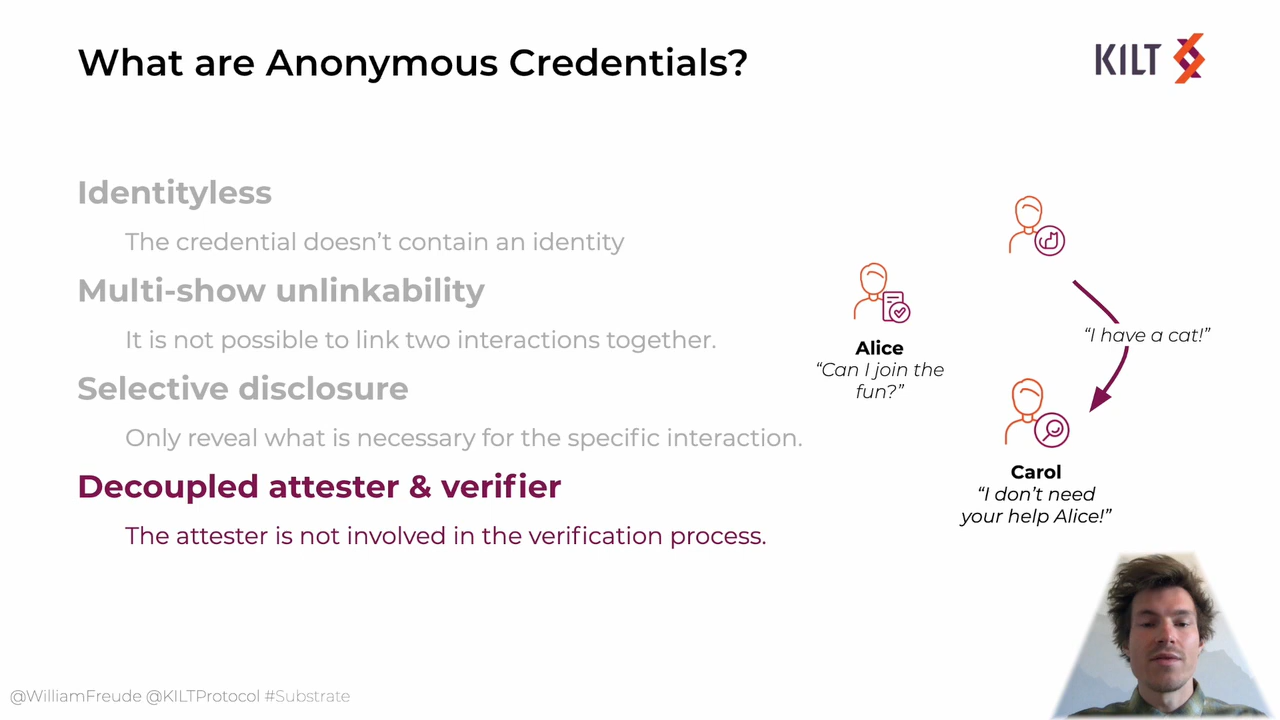 What are Anonymous Credentials?
KILT
Identityless
The credential doesn’t contain an identity
Multi-show unlinkability
It is not possible to link two interactions together.
Selective disclosure
Only reveal what is necessary for the specific interaction.
Decoupled attester & verifier
The attester is not involved in the verification process.
Alice
“Can I join the
fun?”
“I have a cat!”
Carol
“I don’t need
your help Alice!”
@WilliamFreude @KILTProtocol #Substrate